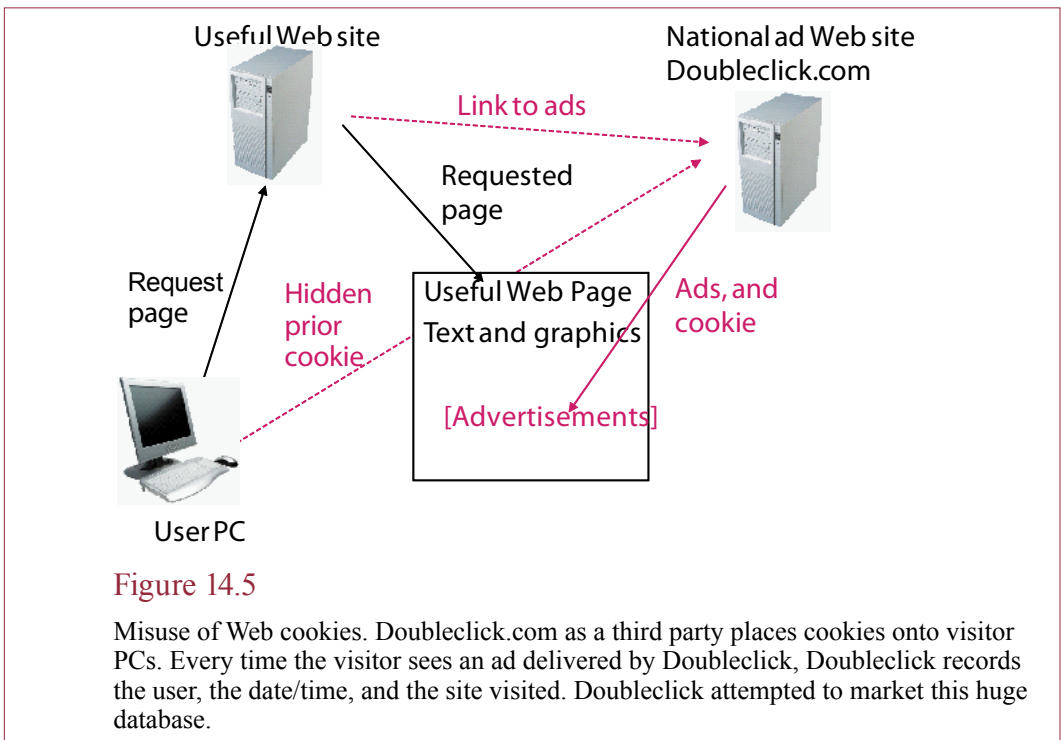 Useful Web site
National ad Web site
Doubleclick.com
Link to ads
Requested
page
Request
page
Hidden
prior
cookie
Useful Web Page
Text and graphics
Ads, and
cookie
[Advertisements]
User PC
Figure 14.5
Misuse of Web cookies. Doubleclick.com as a third party places cookies onto visitor
PCs. Every time the visitor sees an ad delivered by Doubleclick, Doubleclick records
the user, the date/time, and the site visited. Doubleclick attempted to market this huge
database.